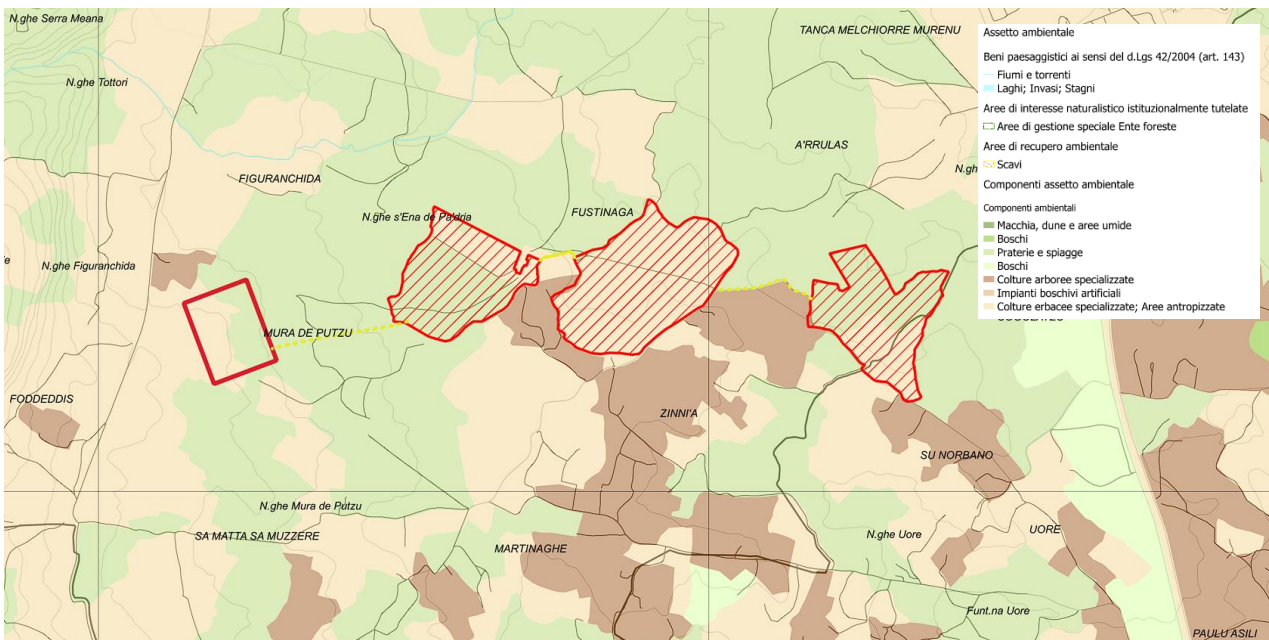 N.ghe Serra Meana
TANCA MELCHIORRE MURENU
N.ghe Tottori
A'RRULAS
FIGURANCHIDA
N.ghe s'Ena de Pa'dria
FUSTINAGA
N.gh
N.ghe Figuranchida
MURA DE PUTZU
FODDEDDIS
ZINNI'A
SU NORBANO
N.ghe Mura de Putzu
SA MATTA SA MUZZERE
MARTINAGHE
N.ghe Uore
UORE
Funt.na Uore
PAULU ASILI
Assetto ambientale
Beni paesaggistici ai sensi del d.Lgs 42/2004 (art. 143)
Fiumi e torrenti
Laghi; Invasi; Stagni
Aree di interesse naturalistico istituzionalmente tutelate
Aree di gestione speciale Ente foreste
Aree di recupero ambientale
Scavi
Componenti assetto ambientale
Componenti ambientali
Macchia, dune e aree umide
Boschi
Praterie e spiagge
Boschi
Colture arboree specializzate
Impianti boschivi artificiali
Colture erbacee specializzate; Aree antropizzate